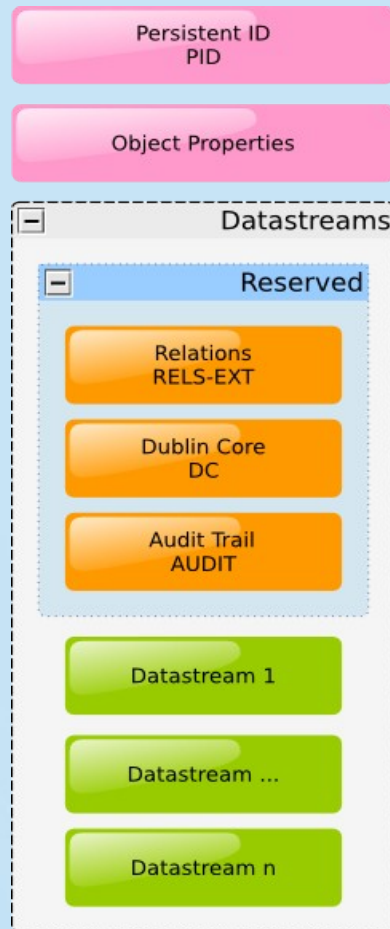 Persistent ID
PID
Object Properties
Datastreams
Reserved
Relations
RELS-EXT
Dublin Core
DC
Audit Trail
AUDIT
Datastream 1
Datastream ...
Datastream n